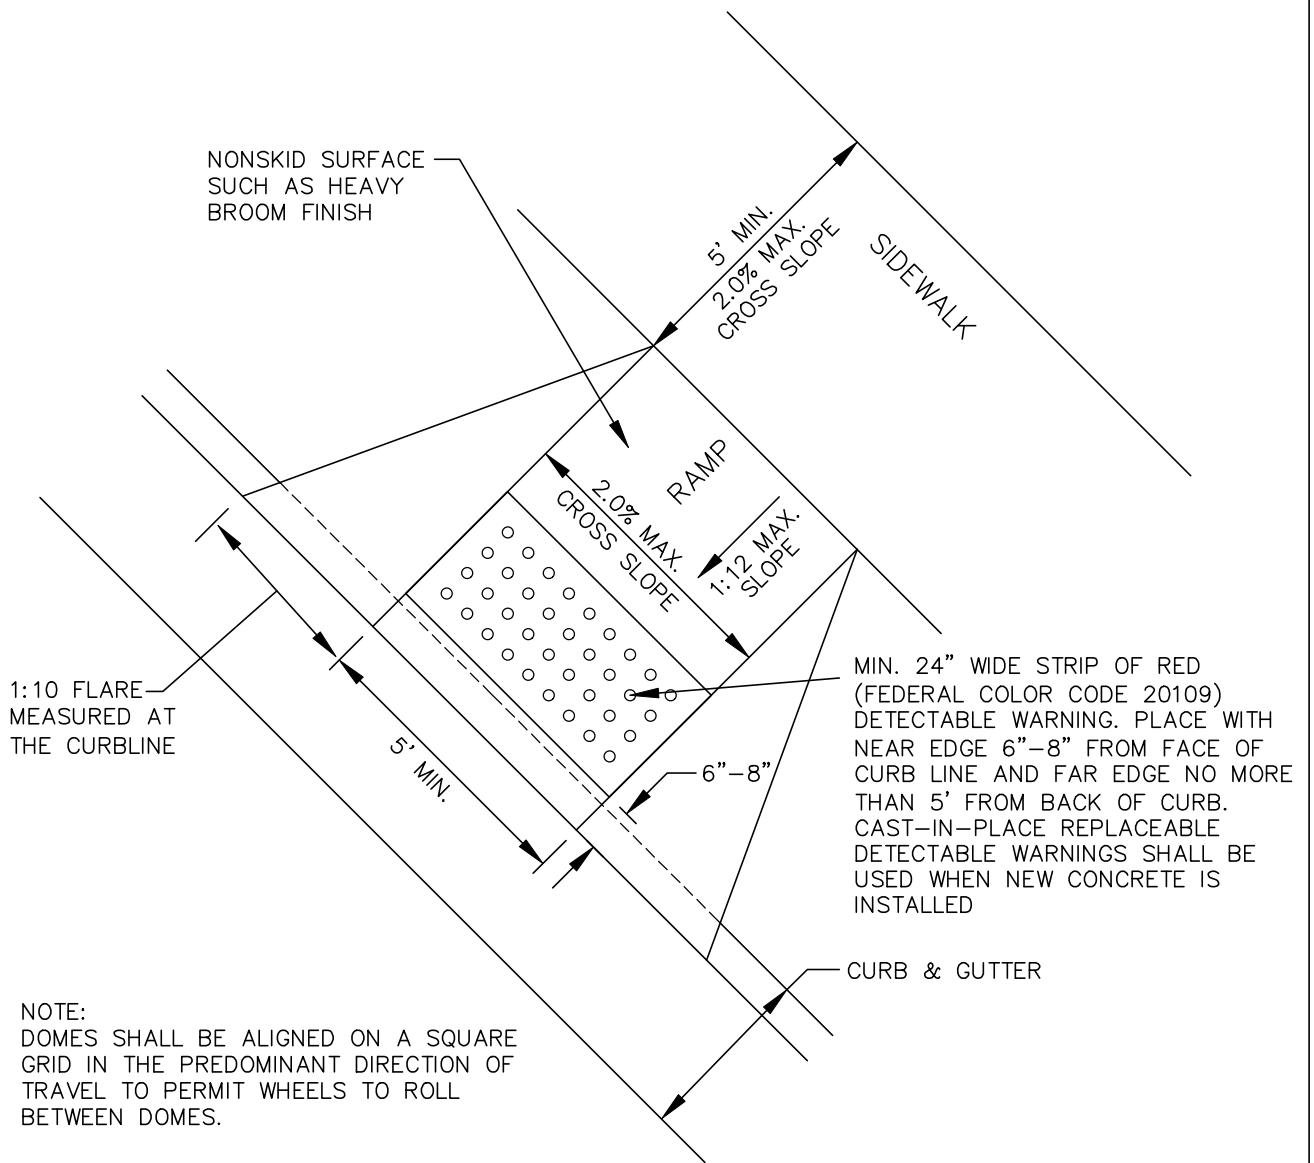 NONSKID SURFACE
SUCH AS HEAVY
BROOM FINISH
5' MIN.
2.0% MAX.
CROSS SLOPE
SIDEWALK
RAMP
2.0% MAX.
CROSS SLOPE
1:12 MAX.
SLOPE
1:10 FLARE
MEASURED AT
THE CURBLINE
5' MIN.
6"-8"
MIN. 24" WIDE STRIP OF RED
(FEDERAL COLOR CODE 20109)
DETECTABLE WARNING. PLACE WITH
NEAR EDGE 6"-8" FROM FACE OF
CURB LINE AND FAR EDGE NO MORE
THAN 5' FROM BACK OF CURB.
CAST-IN-PLACE REPLACEABLE
DETECTABLE WARNINGS SHALL BE
USED WHEN NEW CONCRETE IS
INSTALLED
CURB & GUTTER
NOTE:
DOMES SHALL BE ALIGNED ON A SQUARE
GRID IN THE PREDOMINANT DIRECTION OF
TRAVEL TO PERMIT WHEELS TO ROLL
BETWEEN DOMES.